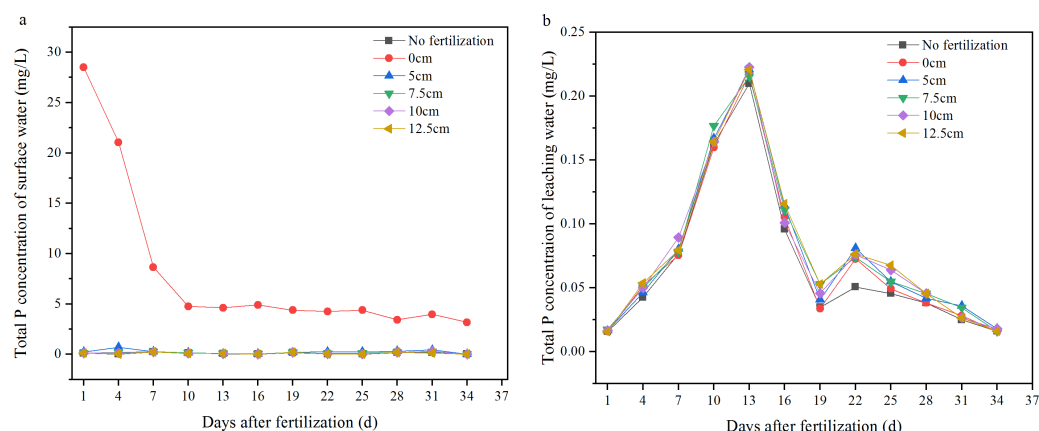 a
Total P concentration of surface water (mg/L)
30
25
20
15
10
5
0
No fertilization
0cm
5cm
7.5cm
10cm
12.5cm
1 4 7 10 13 16 19 22 25 28 31 34 37
Days after fertilization (d)
b
Total P concentraion of leaching water (mg/L)
0.25
0.20
0.15
0.10
0.05
0.00
No fertilization
0cm
5cm
7.5cm
10cm
12.5cm
1 4 7 10 13 16 19 22 25 28 31 34 37
Days after fertilization (d)